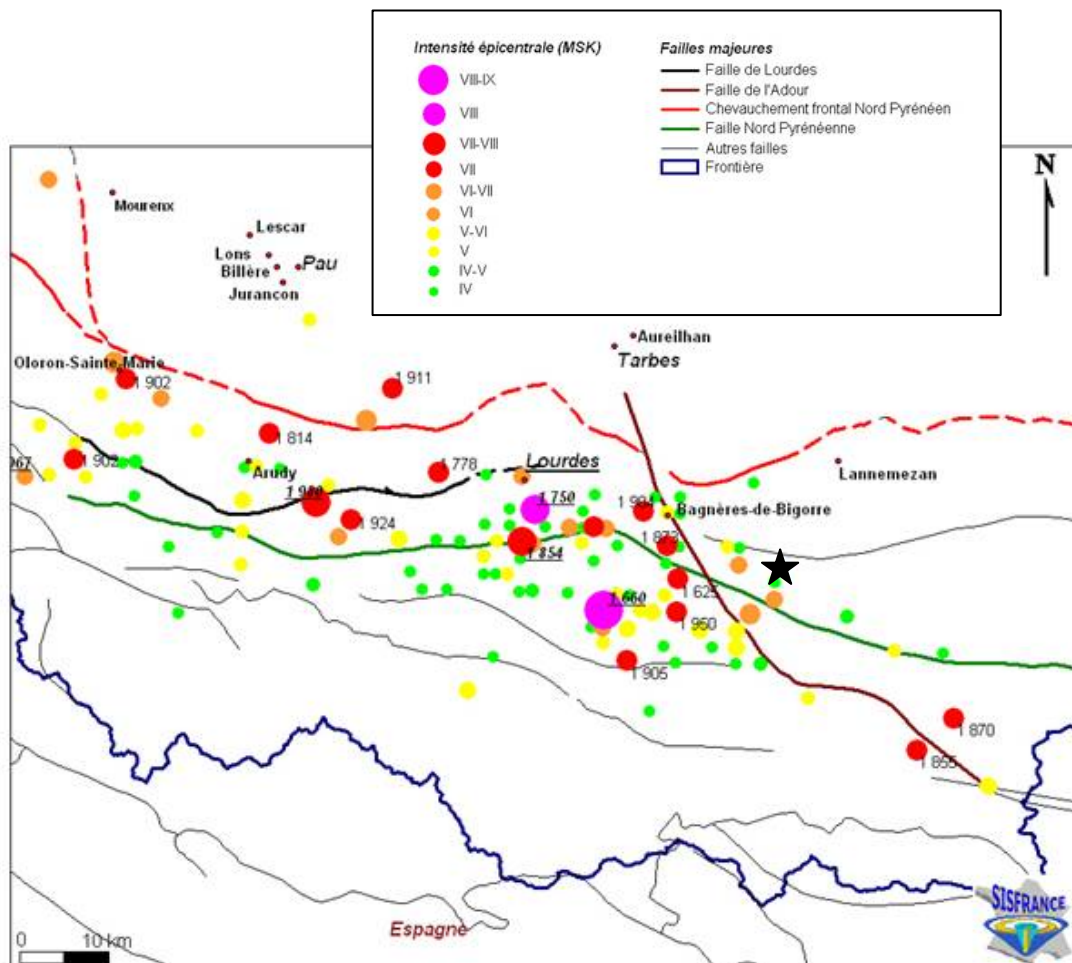 Intensité épicentrale (MSK)
VIII-IX
VIII
VII-VIII
VII
VI-VII
VI
V-VI
V
IV-V
IV
Failles majeures
Faille de Lourdes
Faille de l'Adour
Chevauchement frontal Nord Pyrénéen
Faille Nord Pyrénéenne
Autres failles
Frontière
N
Mourenx
Lescar
Lons
Billère
Pau
Jurancon
Aureilhan
Tarbes
Oloron-Sainte-Marie
1 902
1 911
1 814
1 902
967
Arudy
1 778
Lourdes
Lannemezan
1 980
1 924
1 750
Bagnères-de-Bigorre
1 854
1 873
1 625
1 660
1 950
1 905
1 870
1 855
Espagne
SISFRANCE
0 10 km